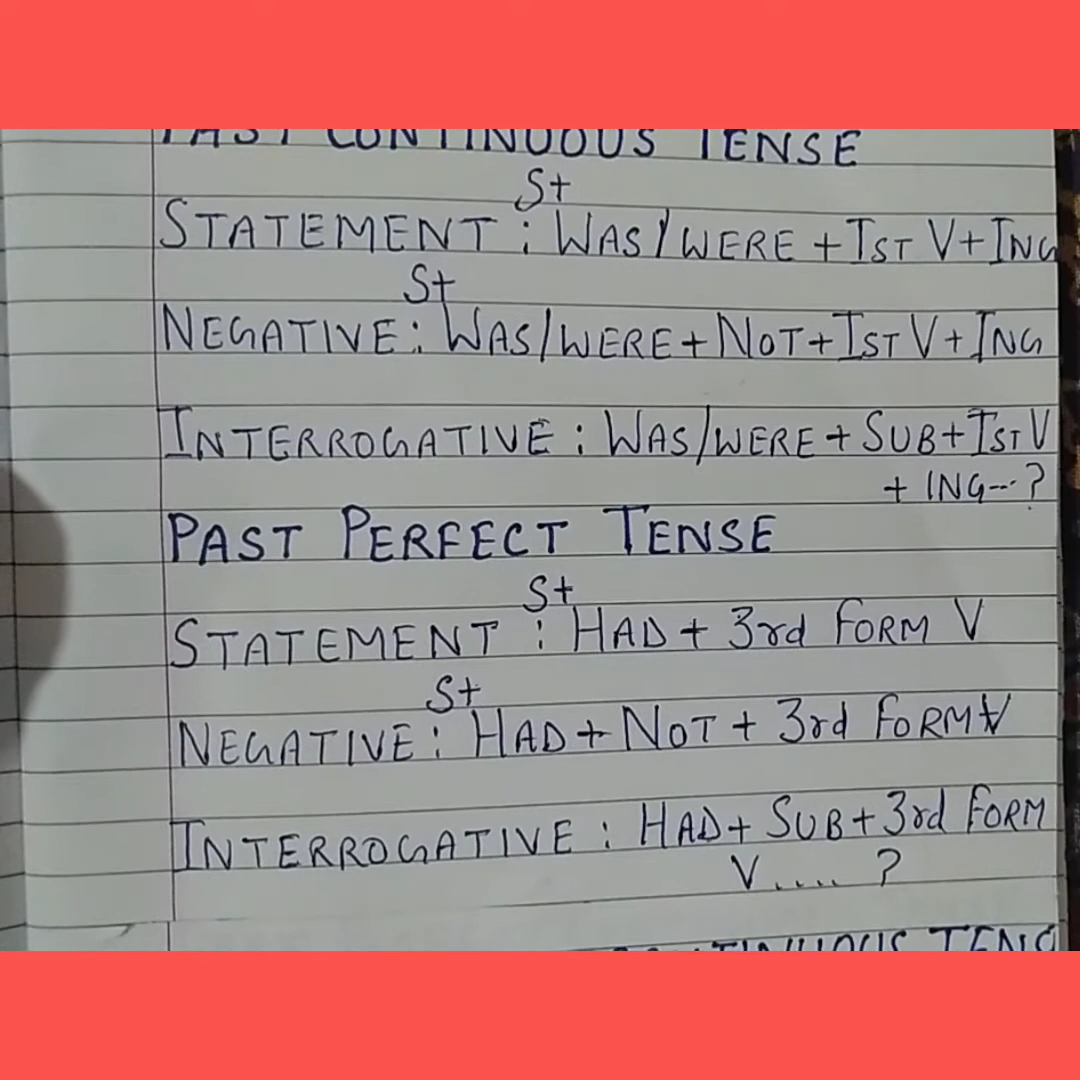 PAST CONTINUOUS TENSE
St
STATEMENT : WAS/WERE + IST V + ING
St
NEGATIVE : WAS/WERE + NOT + IST V + ING
INTERROGATIVE : WAS/WERE + SUB + IST V
+ ING --- ?
PAST PERFECT TENSE
St
STATEMENT : HAD + 3rd FORM V
St
NEGATIVE : HAD + NOT + 3rd FORM V
INTERROGATIVE : HAD + SUB + 3rd FORM
V .... ?
CONTINUOUS TENS